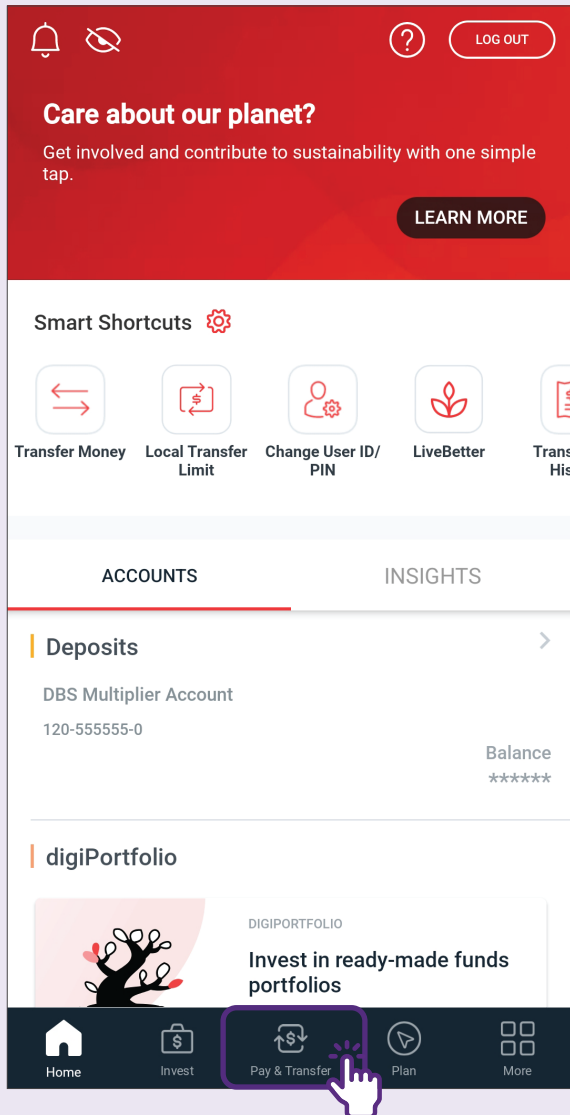 LOG OUT
Care about our planet?
Get involved and contribute to sustainability with one simple
tap.
LEARN MORE
Smart Shortcuts
Transfer Money
Local Transfer
Limit
Change User ID/
PIN
LiveBetter
Trans
His
ACCOUNTS
INSIGHTS
Deposits
DBS Multiplier Account
120-555555-0
Balance
******
digiPortfolio
DIGIPORTFOLIO
Invest in ready-made funds
portfolios
Home
Invest
Pay & Transfer
Plan
More